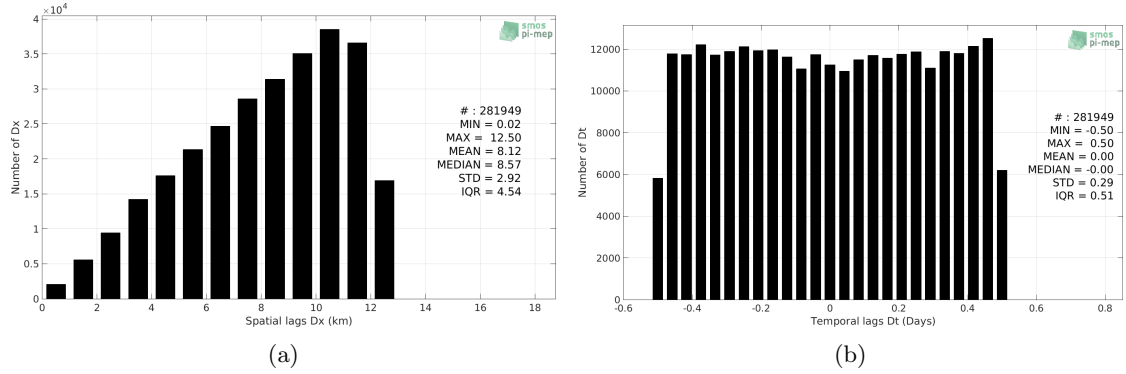 ×10⁴
4
3.5
3
2.5
2
1.5
1
0.5
0
Number of Dx
0 2 4 6 8 10 12 14 16 18
Spatial lags Dx (km)
smos
pi-mep
# : 281949
MIN = 0.02
MAX = 12.50
MEAN = 8.12
MEDIAN = 8.57
STD = 2.92
IQR = 4.54
(a)
12000
10000
8000
6000
4000
2000
0
Number of Dt
-0.6 -0.4 -0.2 0 0.2 0.4 0.6 0.8
Temporal lags Dt (Days)
smos
pi-mep
# : 281949
MIN = -0.50
MAX = 0.50
MEAN = 0.00
MEDIAN = -0.00
STD = 0.29
IQR = 0.51
(b)